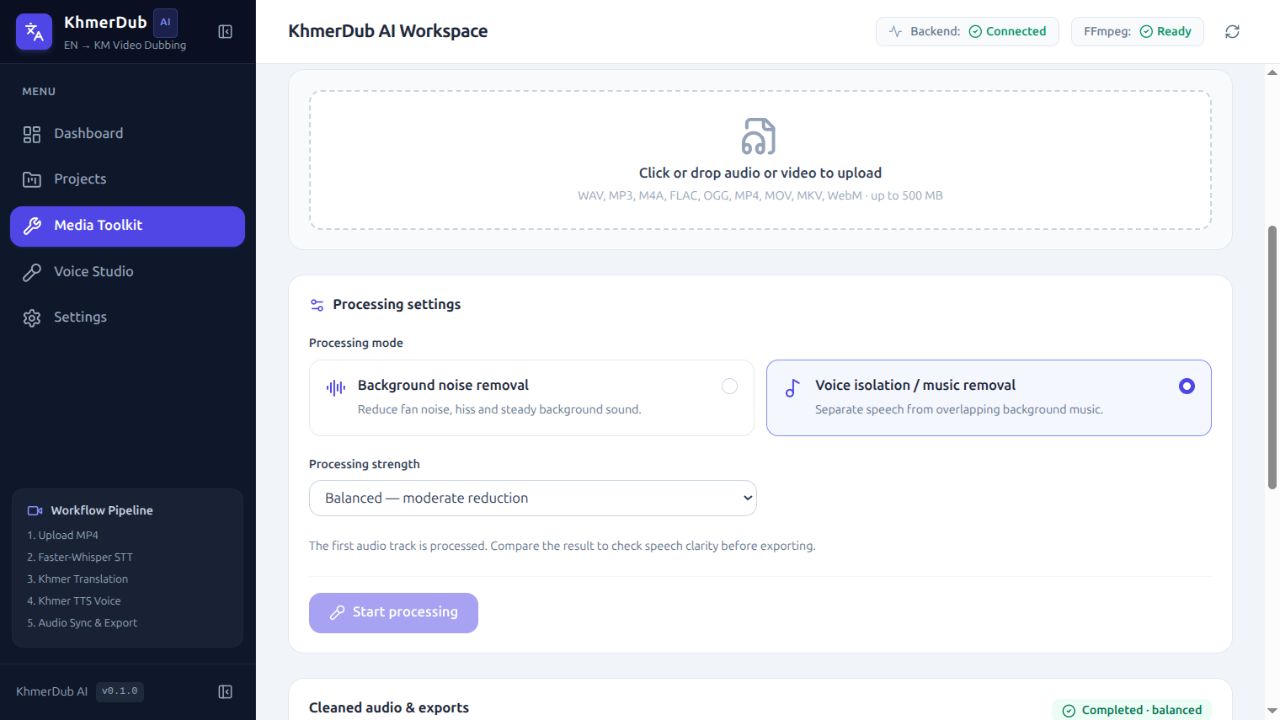 KhmerDub AI
EN → KM Video Dubbing
MENU
Dashboard
Projects
Media Toolkit
Voice Studio
Settings
Workflow Pipeline
1. Upload MP4
2. Faster-Whisper STT
3. Khmer Translation
4. Khmer TTS Voice
5. Audio Sync & Export
KhmerDub AI v0.1.0
KhmerDub AI Workspace
Backend: Connected
FFmpeg: Ready
Click or drop audio or video to upload
WAV, MP3, M4A, FLAC, OGG, MP4, MOV, MKV, WebM · up to 500 MB
Processing settings
Processing mode
Background noise removal
Reduce fan noise, hiss and steady background sound.
Voice isolation / music removal
Separate speech from overlapping background music.
Processing strength
Balanced — moderate reduction
The first audio track is processed. Compare the result to check speech clarity before exporting.
Start processing
Cleaned audio & exports
Completed · balanced